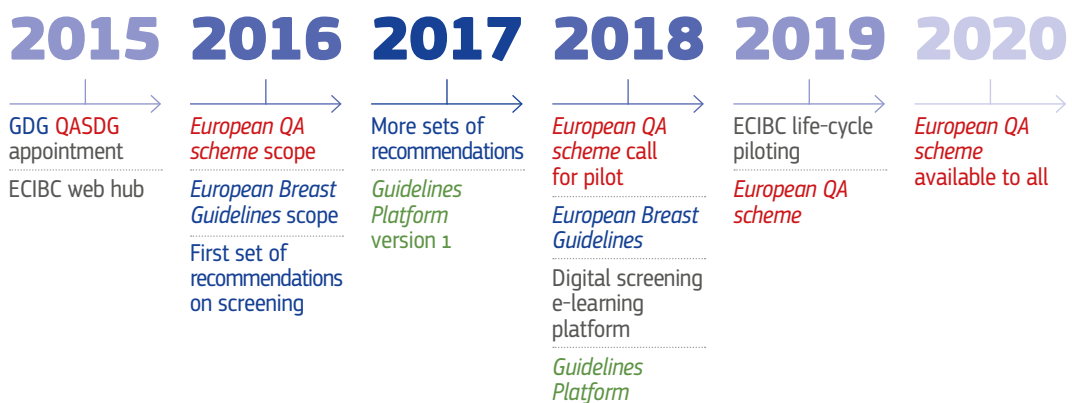 2015
GDG QASDG
appointment
ECIBC web hub
2016
European QA
scheme scope
European Breast
Guidelines scope
First set of
recommendations
on screening
2017
More sets of
recommendations
Guidelines
Platform
version 1
2018
European QA
scheme call
for pilot
European Breast
Guidelines
Digital screening
e-learning
platform
Guidelines
Platform
2019
ECIBC life-cycle
piloting
European QA
scheme
2020
European QA
scheme
available to all